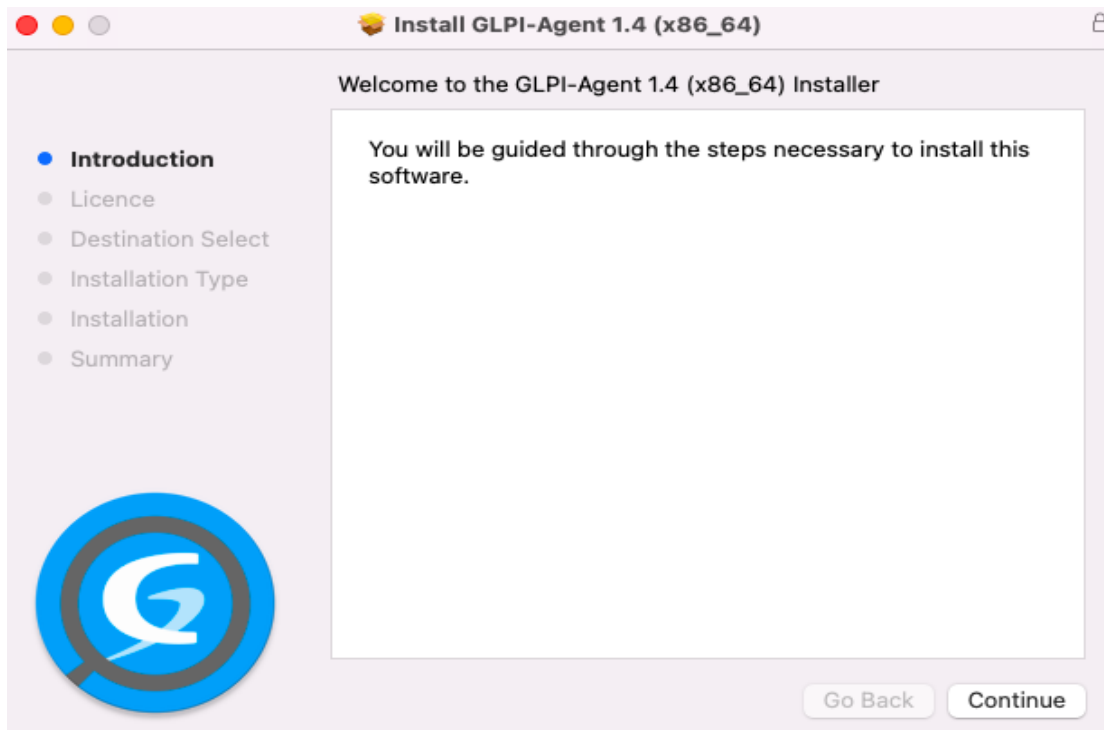 Install GLPI-Agent 1.4 (x86_64)
Welcome to the GLPI-Agent 1.4 (x86_64) Installer
Introduction
Licence
Destination Select
Installation Type
Installation
Summary
You will be guided through the steps necessary to install this
software.
Go Back
Continue